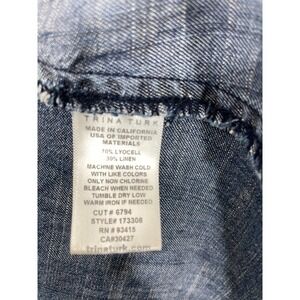 TRINA TURK
MADE IN CALIFORNIA
USA OF IMPORTED
MATERIALS
70% LYOCELL
30% LINEN
MACHINE WASH COLD
WITH LIKE COLORS
ONLY NON CHLORINE
BLEACH WHEN NEEDED
TUMBLE DRY LOW
WARM IRON IF NEEDED
CUT# 6794
STYLE# 173308
RN # 93415
CA#30427
trinaturk.com